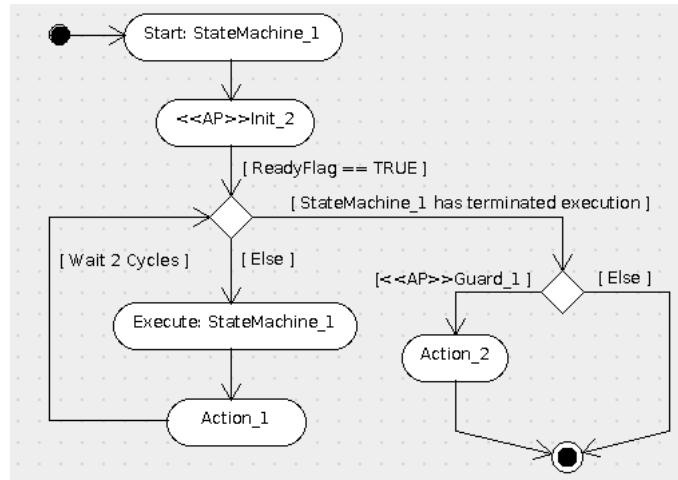 Start: StateMachine_1
<<AP>>Init_2
[ ReadyFlag == TRUE ]
[ StateMachine_1 has terminated execution ]
[ Wait 2 Cycles ]
[ Else ]
[<<AP>>Guard_1 ]
[ Else ]
Execute: StateMachine_1
Action_2
Action_1